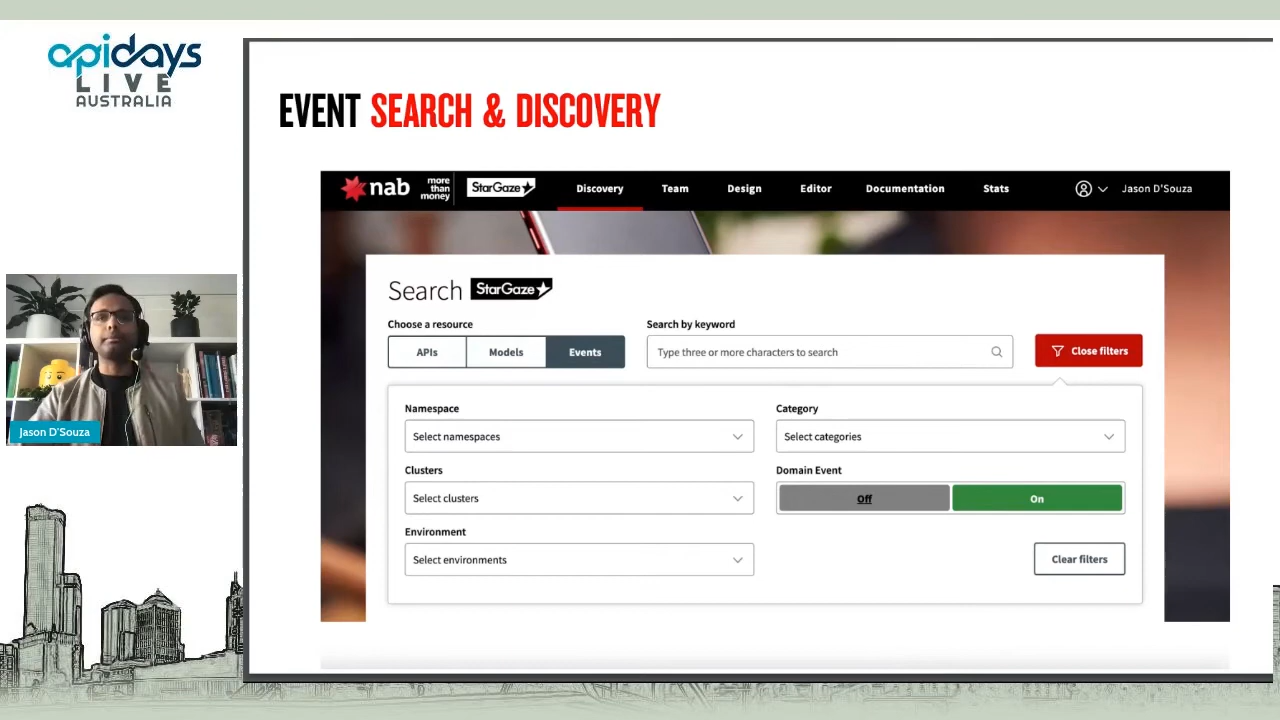 apidays
LIVE
AUSTRALIA
EVENT SEARCH & DISCOVERY
nab more than money StarGaze Discovery Team Design Editor Documentation Stats Jason D'Souza
Search StarGaze
Choose a resource
Search by keyword
APIs Models Events
Type three or more characters to search
Close filters
Namespace
Category
Select namespaces
Select categories
Clusters
Domain Event
Select clusters
Off On
Environment
Select environments
Clear filters
Jason D'Souza